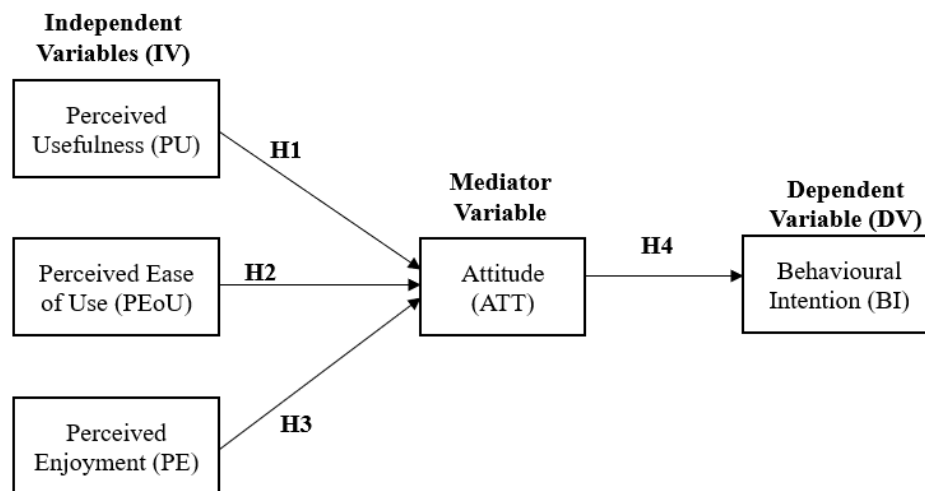 Independent
Variables (IV)
Perceived
Usefulness (PU)
H1
Mediator
Variable
Dependent
Variable (DV)
Perceived Ease
of Use (PEoU)
H2
Attitude
(ATT)
H4
Behavioural
Intention (BI)
Perceived
Enjoyment (PE)
H3